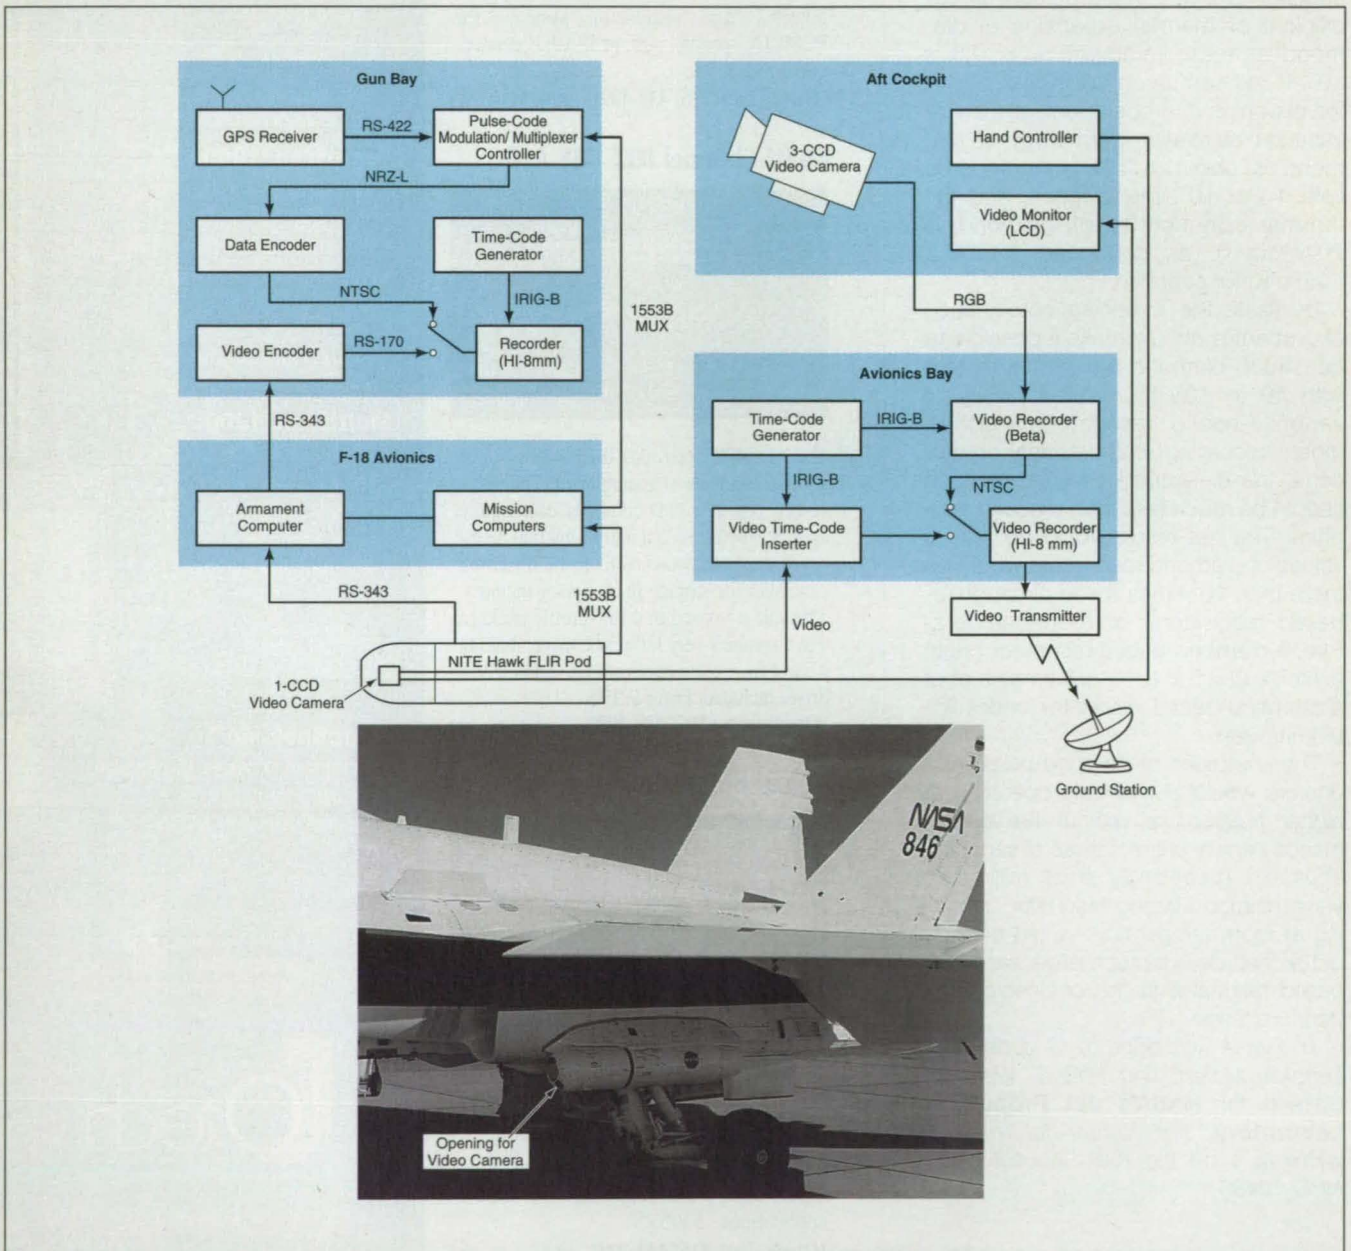 Gun Bay
GPS Receiver
RS-422
Pulse-Code
Modulation/ Multiplexer
Controller
NRZ-L
Data Encoder
Time-Code
Generator
NTSC
IRIG-B
1553B
MUX
Video Encoder
RS-170
Recorder
(HI-8mm)
RS-343
F-18 Avionics
Armament
Computer
Mission
Computers
RS-343
1553B
MUX
NITE Hawk FLIR Pod
1-CCD
Video Camera
Aft Cockpit
3-CCD
Video Camera
Hand Controller
Video Monitor
(LCD)
RGB
Avionics Bay
Time-Code
Generator
IRIG-B
Video Recorder
(Beta)
IRIG-B
NTSC
Video Time-Code
Inserter
Video Recorder
(HI-8 mm)
Video
Video Transmitter
Ground Station
NASA
846
Opening for
Video Camera